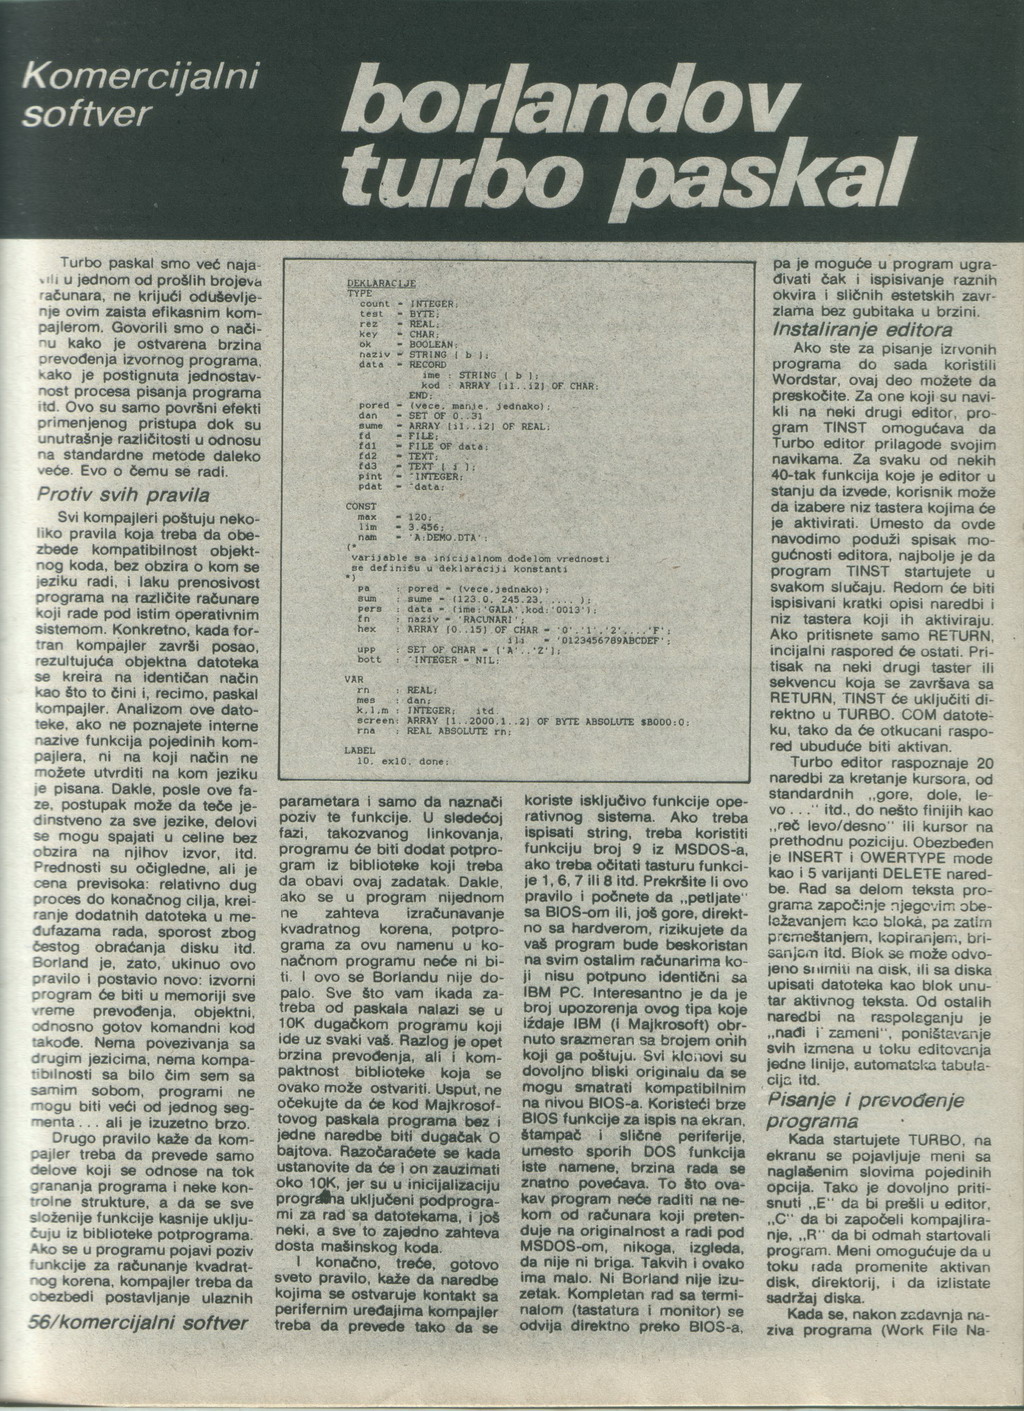 Komercijalni
softver
borlandov
turbo paskal
Turbo paskal smo već naja-
vili u jednom od prošlih brojeva
računara, ne krijući oduševlje-
nje ovim zaista efikasnim kom-
pajlerom. Govorili smo o nači-
nu kako je ostvarena brzina
prevođenja izvornog programa,
kako je postignuta jednostav-
nost procesa pisanja programa
itd. Ovo su samo površni efekti
primenjenog pristupa dok su
unutrašnje različitosti u odnosu
na standardne metode daleko
veće. Evo o čemu se radi.
Protiv svih pravila
Svi kompajleri poštuju neko-
liko pravila koja treba da obe-
zbede kompatibilnost objekt-
nog koda, bez obzira o kom se
jeziku radi, i laku prenosivost
programa na različite računare
koji rade pod istim operativnim
sistemom. Konkretno, kada for-
tran kompajler završi posao,
rezultujuća objektna datoteka
se kreira na identičan način
kao što to čini i, recimo, paskal
kompajler. Analizom ove dato-
teke, ako ne poznajete interne
nazive funkcija pojedinih kom-
pajlera, ni na koji način ne
možete utvrditi na kom jeziku
je pisana. Dakle, posle ove fa-
ze, postupak može da teče je-
dinstveno za sve jezike, delovi
se mogu spajati u celine bez
obzira na njihov izvor, itd.
Prednosti su očigledne, ali je
cena previsoka: relativno dug
proces do konačnog cilja, krei-
ranje dodatnih datoteka u me-
đufazama rada, sporost zbog
čestog obraćanja disku itd.
Borland je, zato, ukinuo ovo
pravilo i postavio novo: izvorni
program će biti u memoriji sve
vreme prevođenja, objektni,
odnosno gotov komandni kod
takođe. Nema povezivanja sa
drugim jezicima, nema kompa-
tibilnosti sa bilo čim sem sa
samim sobom, programi ne
mogu biti veći od jednog seg-
menta... ali je izuzetno brzo.
Drugo pravilo kaže da kom-
pajler treba da prevede samo
delove koji se odnose na tok
grananja programa i neke kon-
trolne strukture, a da se sve
složenije funkcije kasnije uklju-
čuju iz biblioteke potprograma.
Ako se u programu pojavi poziv
funkcije za računanje kvadrat-
nog korena, kompajler treba da
obezbedi postavljanje ulaznih
56/komercijalni softver
DEKLARACIJE
TYPE
count = INTEGER;
test = BYTE;
rez = REAL;
key = CHAR;
ok = BOOLEAN;
naziv = STRING [ b ];
data = RECORD
ime : STRING [ b ];
kod : ARRAY [i1..i2] OF CHAR;
END;
pored = (vece, manje, jednako);
dan = SET OF 0..31
sume = ARRAY [i1..i2] OF REAL;
fd = FILE;
fd1 = FILE OF data;
fd2 = TEXT;
fd3 = TEXT [ i ];
pint = ^INTEGER;
pdat = ^data;
CONST
max = 120;
lim = 3.456;
nam = 'A:DEMO.DTA';
(*
varijable sa inicijalnom dodelom vrednosti
se definišu u deklaraciji konstanti
*)
pa : pored = (vece,jednako);
sum : sume = (123.0, 245.23, ..... );
pers : data = (ime:'GALA',kod:'0013');
fn : naziv = 'RACUNARI';
hex : ARRAY [0..15] OF CHAR = '0','1','2',...,'F';
ili = '0123456789ABCDEF';
upp : SET OF CHAR = ['A'..'Z'];
bott : ^INTEGER = NIL;
VAR
rn : REAL;
mes : dan;
k,l,m : INTEGER; itd.
screen: ARRAY [1..2000,1..2] OF BYTE ABSOLUTE $B000:0;
rna : REAL ABSOLUTE rn;
LABEL
10, ex10, done;
parametara i samo da naznači
poziv te funkcije. U sledećoj
fazi, takozvanog linkovanja,
programu će biti dodat potpro-
gram iz biblioteke koji treba
da obavi ovaj zadatak. Dakle,
ako se u program nijednom
ne zahteva izračunavanje
kvadratnog korena, potpro-
grama za ovu namenu u ko-
načnom programu neće ni bi-
ti. I ovo se Borlandu nije do-
palo. Sve što vam ikada za-
treba od paskala nalazi se u
10K dugačkom programu koji
ide uz svaki vaš. Razlog je opet
brzina prevođenja, ali i kom-
paktnost biblioteke koja se
ovako može ostvariti. Usput, ne
očekujte da će kod Majkrosof-
tovog paskala programa bez i
jedne naredbe biti dugačak O
bajtova. Razočaraćete se kada
ustanovite da će i on zauzimati
oko 10K, jer su u inicijalizaciju
programa uključeni podprogra-
mi za rad sa datotekama, i još
neki, a sve to zajedno zahteva
dosta mašinskog koda.
I konačno, treće, gotovo
sveto pravilo, kaže da naredbe
kojima se ostvaruje kontakt sa
perifernim uređajima kompajler
treba da prevede tako da se
koriste isključivo funkcije ope-
rativnog sistema. Ako treba
ispisati string, treba koristiti
funkciju broj 9 iz MSDOS-a,
ako treba očitati tasturu funkci-
je 1, 6, 7 ili 8 itd. Prekršite li ovo
pravilo i počnete da „petljate"
sa BIOS-om ili, još gore, direkt-
no sa hardverom, rizikujete da
vaš program bude beskoristan
na svim ostalim računarima ko-
ji nisu potpuno identični sa
IBM PC. Interesantno je da je
broj upozorenja ovog tipa koje
iždaje IBM (i Majkrosoft) obr-
nuto srazmeran sa brojem onih
koji ga poštuju. Svi klonovi su
dovoljno bliski originalu da se
mogu smatrati kompatibilnim
na nivou BIOS-a. Koristeći brze
BIOS funkcije za ispis na ekran,
štampač i slične periferije,
umesto sporih DOS funkcija
iste namene, brzina rada se
znatno povećava. To što ova-
kav program neće raditi na ne-
kom od računara koji preten-
duje na originalnost a radi pod
MSDOS-om, nikoga, izgleda,
da nije ni briga. Takvih i ovako
ima malo. Ni Borland nije izu-
zetak. Kompletan rad sa termi-
nalom (tastatura i monitor) se
odvija direktno preko BIOS-a,
pa je moguće u program ugra-
đivati čak i ispisivanje raznih
okvira i sličnih estetskih zavr-
zlama bez gubitaka u brzini.
Instaliranje editora
Ako ste za pisanje izrvonih
programa do sada koristili
Wordstar, ovaj deo možete da
preskočite. Za one koji su navi-
kli na neki drugi editor, pro-
gram TINST omogućava da
Turbo editor prilagode svojim
navikama. Za svaku od nekih
40-tak funkcija koje je editor u
stanju da izvede, korisnik može
da izabere niz tastera kojima će
je aktivirati. Umesto da ovde
navodimo poduži spisak mo-
gućnosti editora, najbolje je da
program TINST startujete u
svakom slučaju. Redom će biti
ispisivani kratki opisi naredbi i
niz tastera koji ih aktiviraju.
Ako pritisnete samo RETURN,
incijalni raspored će ostati. Pri-
tisak na neki drugi taster ili
sekvencu koja se završava sa
RETURN, TINST će uključiti di-
rektno u TURBO. COM datote-
ku, tako da će otkucani raspo-
red ubuduće biti aktivan.
Turbo editor raspoznaje 20
naredbi za kretanje kursora, od
standardnih „gore, dole, le-
vo..." itd., do nešto finijih kao
„reč levo/desno" ili kursor na
prethodnu poziciju. Obezbeđen
je INSERT i OWERTYPE mode
kao i 5 varijanti DELETE nared-
be. Rad sa delom teksta pro-
grama započinje njegovim obe-
ležavanjem kao bloka, pa zatim
premeštanjem, kopiranjem, bri-
sanjem itd. Blok se može odvo-
jeno snimiti na disk, ili sa diska
upisati datoteka kao blok unu-
tar aktivnog teksta. Od ostalih
naredbi na raspolaganju je
„nađi i zameni", poništavanje
svih izmena u toku editovanja
jedne linije, automatska tabula-
cija itd.
Pisanje i prevođenje
programa
Kada startujete TURBO, na
ekranu se pojavljuje meni sa
naglašenim slovima pojedinih
opcija. Tako je dovoljno priti-
snuti „E" da bi prešli u editor,
„C" da bi započeli kompajlira-
nje, „R" da bi odmah startovali
program. Meni omogućuje da u
toku rada promenite aktivan
disk, direktorij, i da izlistate
sadržaj diska.
Kada se, nakon zadavnja na-
ziva programa (Work File Na-